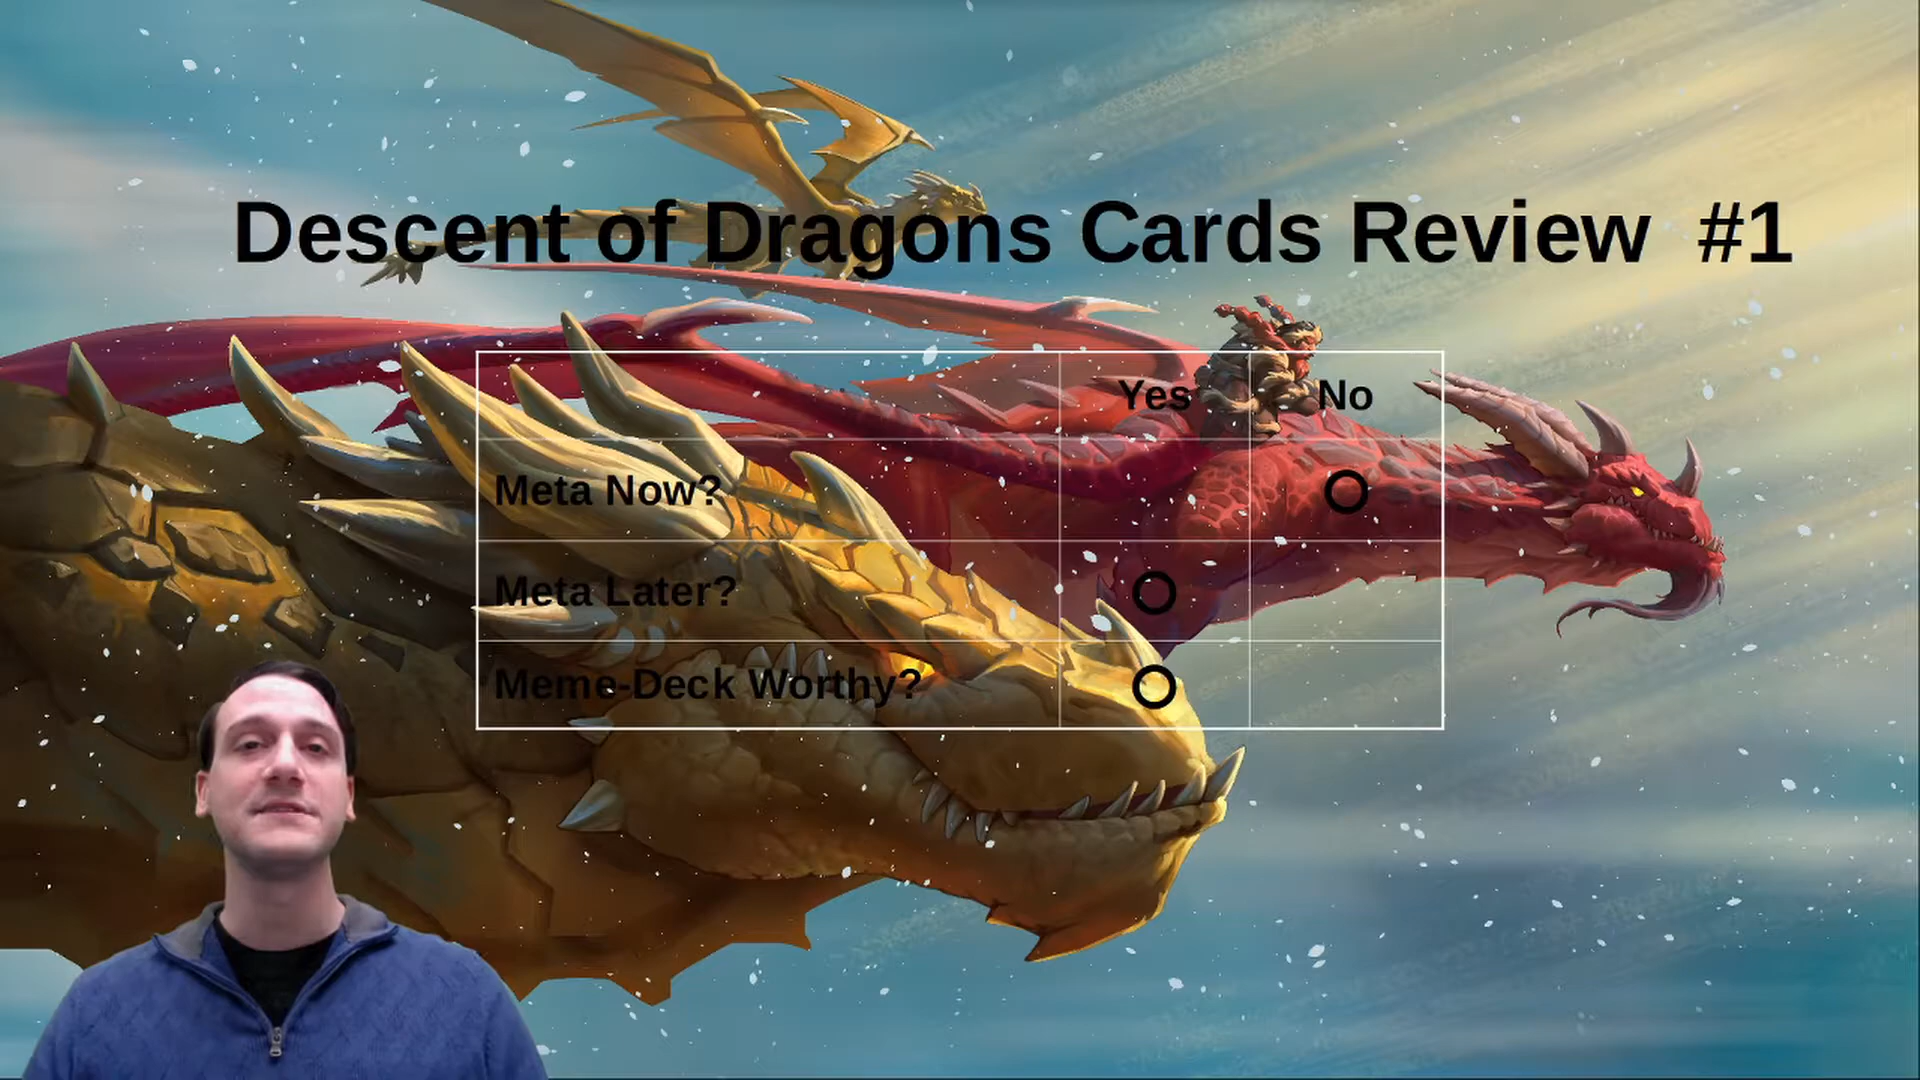 Descent of Dragons Cards Review #1
Yes No
Meta Now?
Meta Later?
Meme-Deck Worthy?